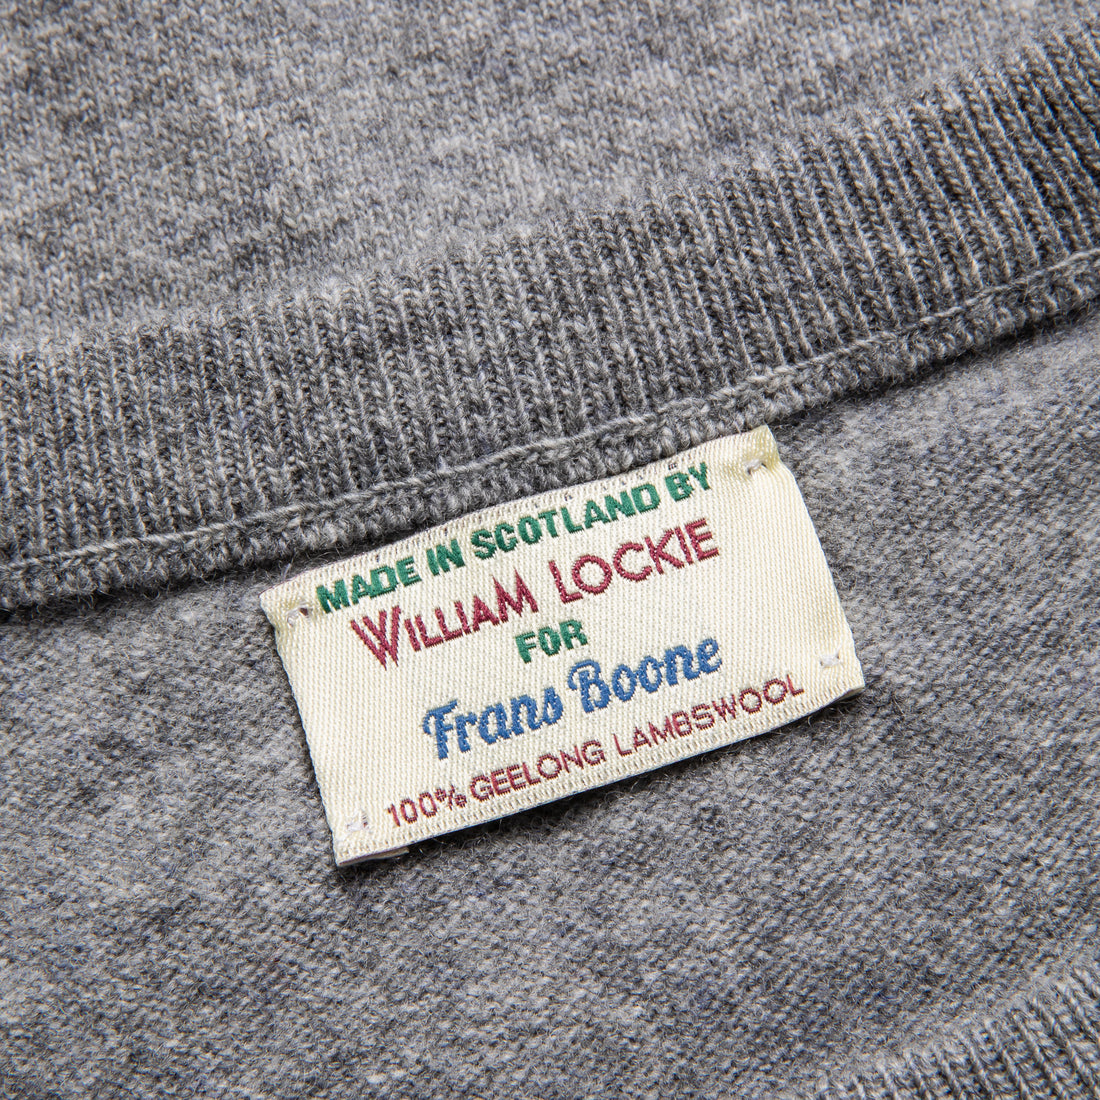 MADE IN SCOTLAND BY
WILLIAM LOCKIE
FOR
Frans Boone
100% GEELONG LAMBSWOOL